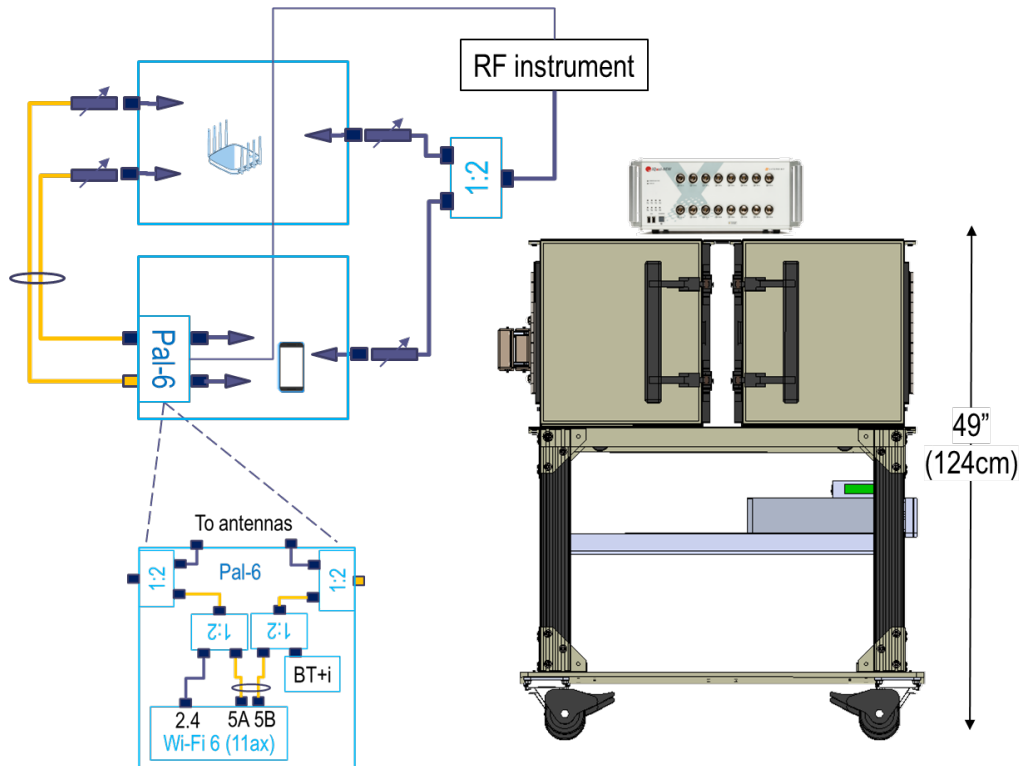 RF instrument
1:2
Pal-6
49”
(124cm)
To antennas
1:2
Pal-6
1:2
1:2
1:2
BT+i
2.4
5A 5B
Wi-Fi 6 (11ax)